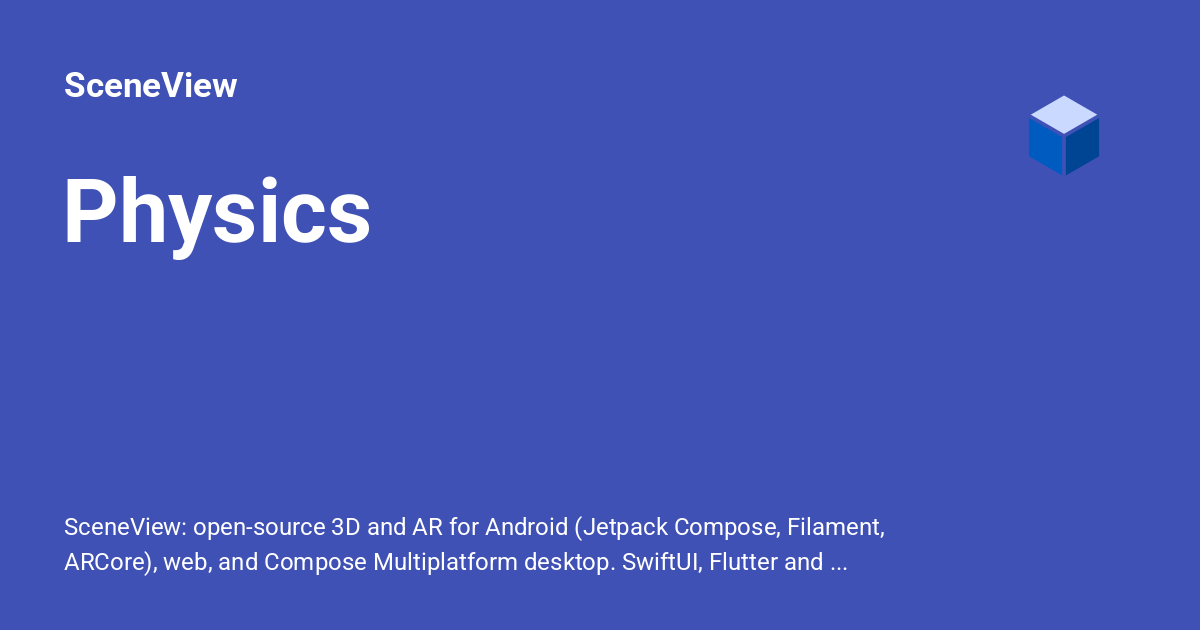 SceneView
Physics
SceneView: open-source 3D and AR for Android (Jetpack Compose, Filament,
ARCore), web, and Compose Multiplatform desktop. SwiftUI, Flutter and ...